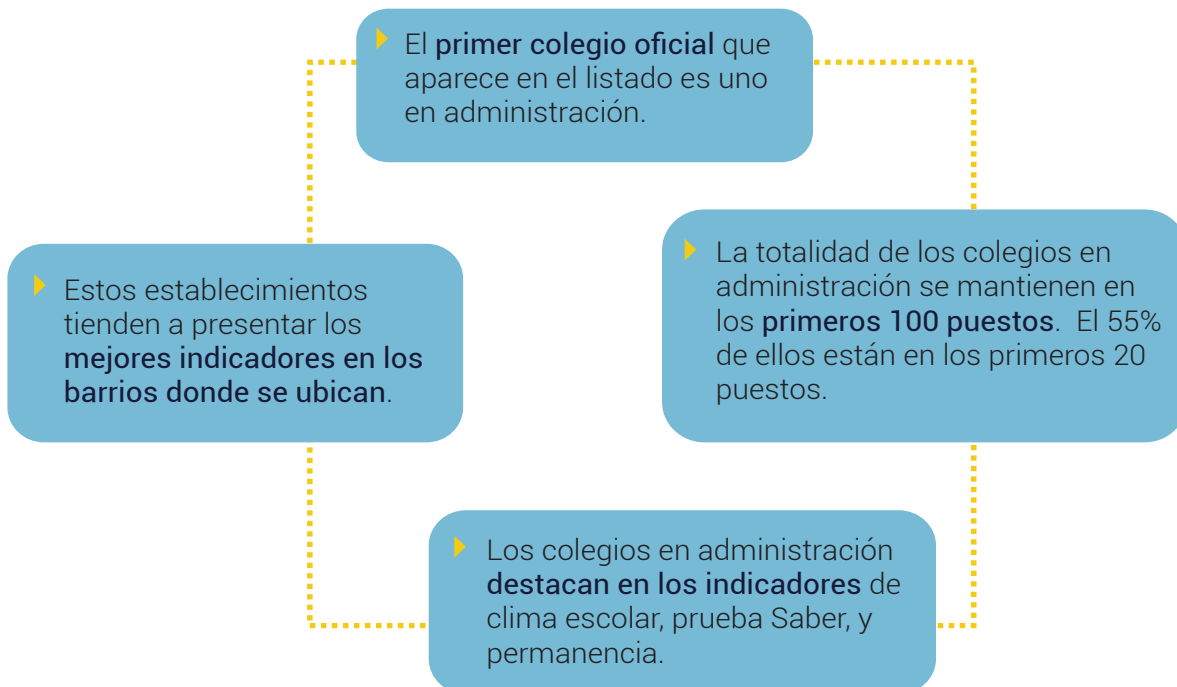 El primer colegio oficial que
aparece en el listado es uno
en administración.
Estos establecimientos
tienden a presentar los
mejores indicadores en los
barrios donde se ubican.
La totalidad de los colegios en
administración se mantienen en
los primeros 100 puestos.  El 55%
de ellos están en los primeros 20
puestos.
Los colegios en administración
destacan en los indicadores de
clima escolar, prueba Saber, y
permanencia.